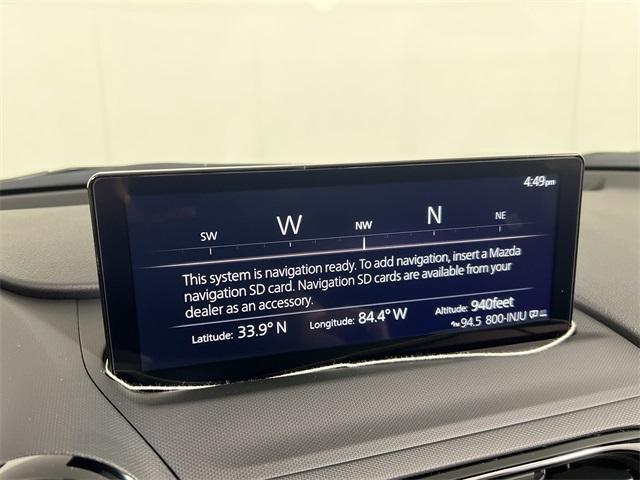 4:49pm
SW W NW N NE
This system is navigation ready. To add navigation, insert a Mazda
navigation SD card. Navigation SD cards are available from your
dealer as an accessory.
Latitude: 33.9° N Longitude: 84.4° W Altitude: 940feet
94.5 800-INJU